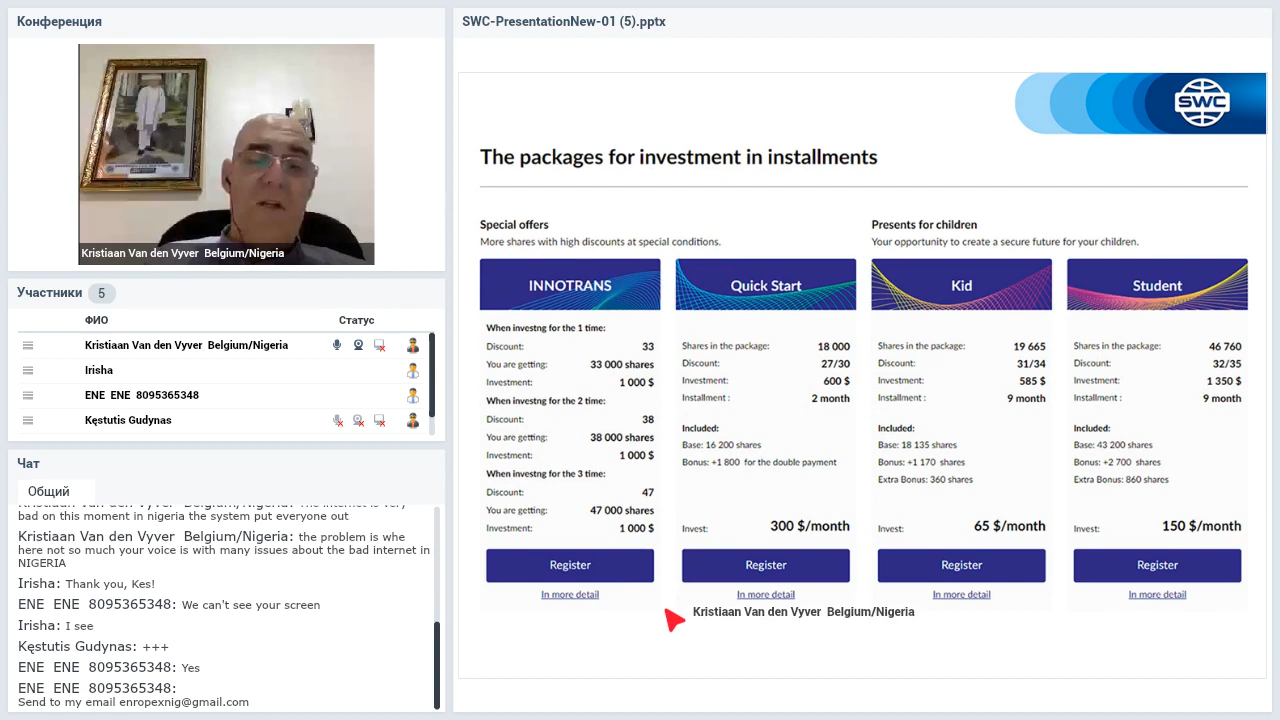 Конференция
Kristiaan Van den Vyver Belgium/Nigeria
Участники 5
ФИО Статус
Kristiaan Van den Vyver Belgium/Nigeria
Irisha
ENE ENE 8095365348
Kęstutis Gudynas
Чат
Общий
Kristiaan Van den Vyver Belgium/Nigeria: The internet is very
bad on this moment in nigeria the system put everyone out
Kristiaan Van den Vyver Belgium/Nigeria: the problem is whe
here not so much your voice is with many issues about the bad internet in
NIGERIA
Irisha: Thank you, Kes!
ENE ENE 8095365348: We can't see your screen
Irisha: I see
Kęstutis Gudynas: +++
ENE ENE 8095365348: Yes
ENE ENE 8095365348:
Send to my email enropexnig@gmail.com
SWC-PresentationNew-01 (5).pptx
SWC
The packages for investment in installments
Special offers
More shares with high discounts at special conditions.
Presents for children
Your opportunity to create a secure future for your children.
INNOTRANS
When investng for the 1 time:
Discount: 33
You are getting: 33 000 shares
Investment: 1 000 $
When investng for the 2 time:
Discount: 38
You are getting: 38 000 shares
Investment: 1 000 $
When investng for the 3 time:
Discount: 47
You are getting: 47 000 shares
Investment: 1 000 $
Register
In more detail
Quick Start
Shares in the package: 18 000
Discount: 27/30
Investment: 600 $
Installment : 2 month
Included:
Base: 16 200 shares
Bonus: +1 800 for the double payment
Invest: 300 $/month
Register
In more detail
Kid
Shares in the package: 19 665
Discount: 31/34
Investment: 585 $
Installment : 9 month
Included:
Base: 18 135 shares
Bonus: +1 170 shares
Extra Bonus: 360 shares
Invest: 65 $/month
Register
In more detail
Student
Shares in the package: 46 760
Discount: 32/35
Investment: 1 350 $
Installment : 9 month
Included:
Base: 43 200 shares
Bonus: +2 700 shares
Extra Bonus: 860 shares
Invest: 150 $/month
Register
In more detail
Kristiaan Van den Vyver Belgium/Nigeria